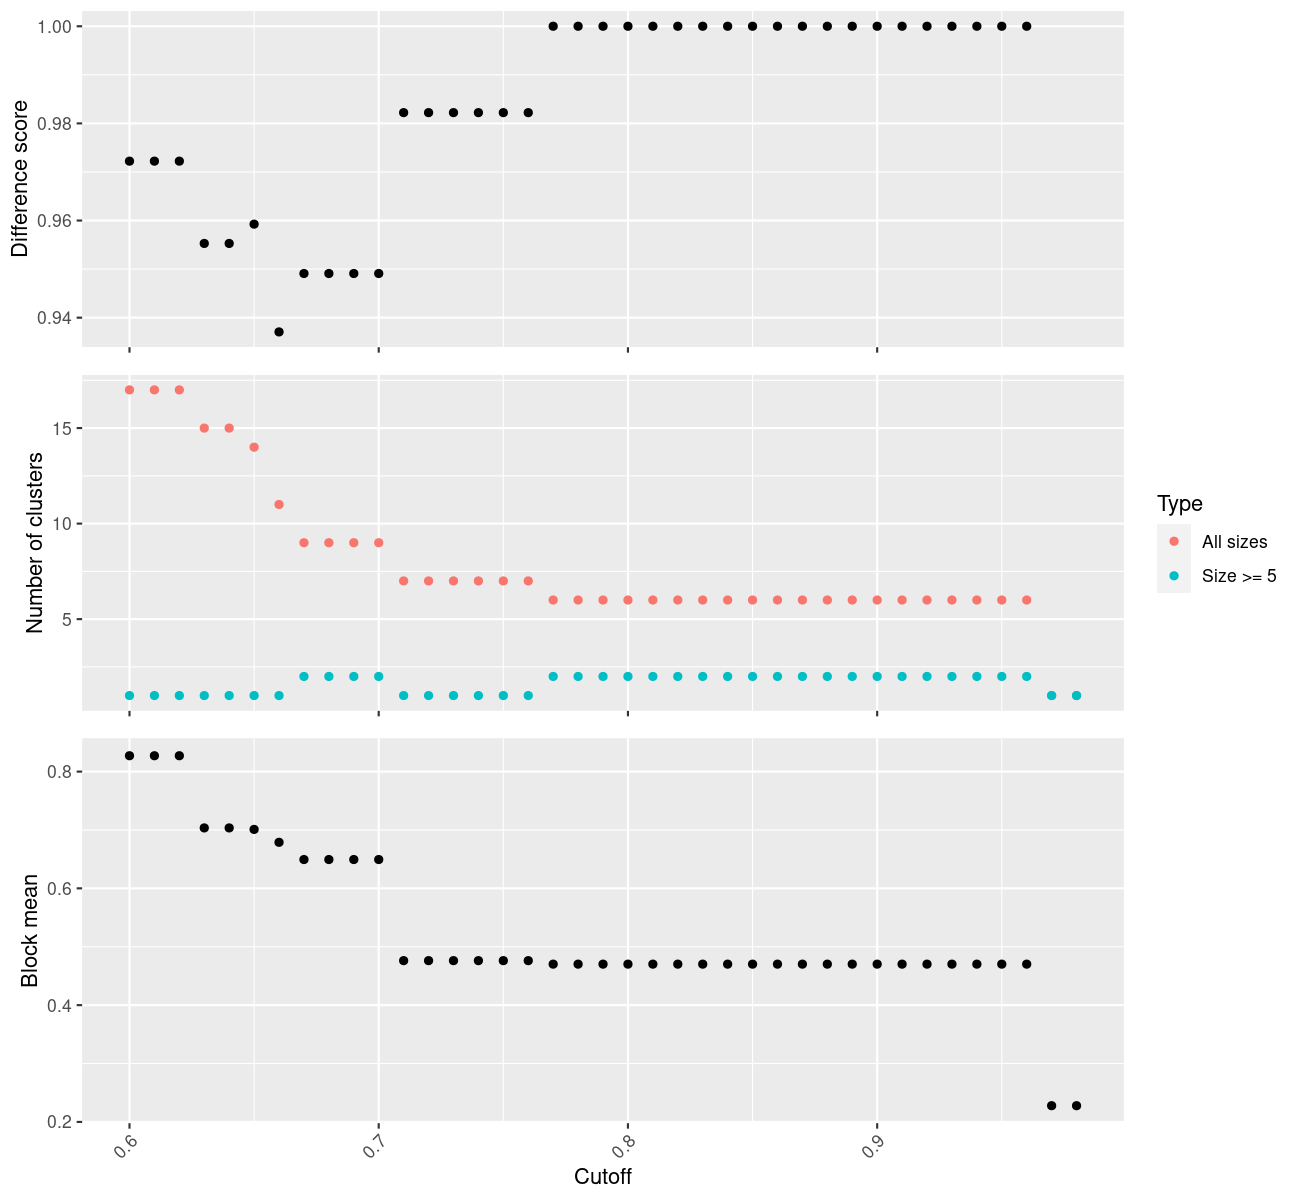 Difference score
1.00
0.98
0.96
0.94
Number of clusters
15
10
5
Type
All sizes
Size >= 5
Block mean
0.8
0.6
0.4
0.2
0.6 0.7 0.8 0.9
Cutoff